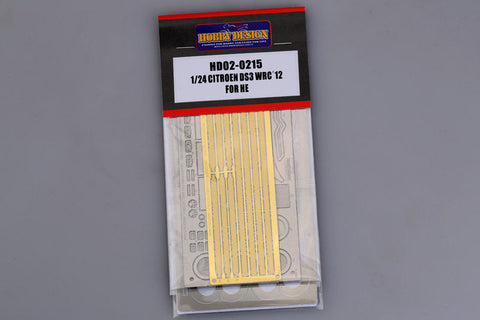 HOBBY DESIGN
HD02-0215
1/24 CITROEN DS3 WRC`12
FOR HE